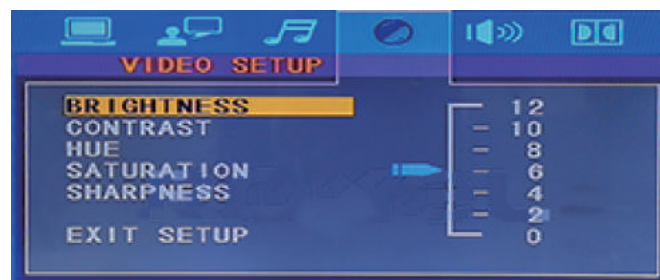 VIDEO SETUP
BRIGHTNESS
CONTRAST
HUE
SATURATION
SHARPNESS
EXIT SETUP
12
10
8
6
4
2
0